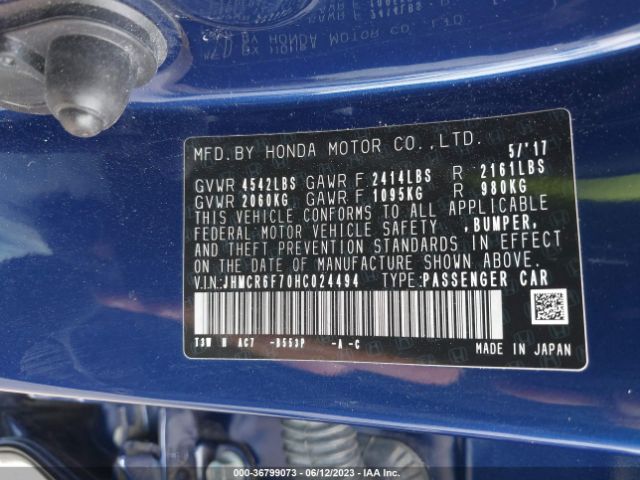 MFD.BY HONDA MOTOR CO.,LTD. 5/'17
GVWR 4542LBS GAWR F 2414LBS R 2161LBS
GVWR 2060KG GAWR F 1095KG R 980KG
THIS VEHICLE CONFORMS TO ALL APPLICABLE
FEDERAL MOTOR VEHICLE SAFETY ,BUMPER,
AND THEFT PREVENTION STANDARDS IN EFFECT
ON THE DATE OF MANUFACTURE SHOWN ABOVE.
V.I.N:JHMCR6F70HC024494 TYPE:PASSENGER CAR
T3W N AC7 -B553P -A -C
MADE IN JAPAN
000-36799073 - 06/12/2023 - IAA Inc.